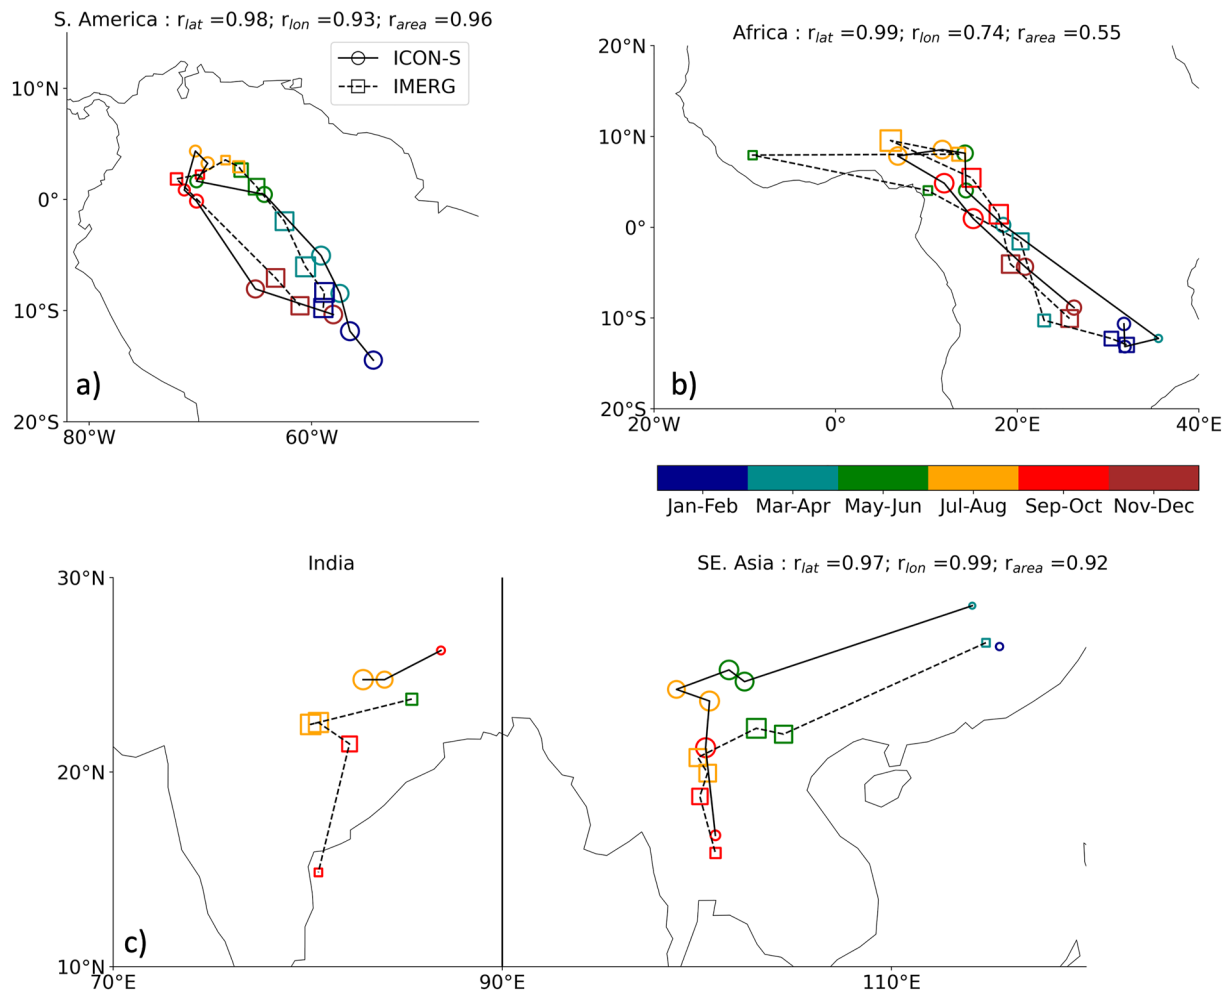 S. America : r_lat =0.98; r_lon =0.93; r_area =0.96
ICON-S
IMERG
10°N
0°
10°S
20°S
80°W
60°W
a)
Africa : r_lat =0.99; r_lon =0.74; r_area =0.55
20°N
10°N
0°
10°S
20°S
20°W
0°
20°E
40°E
b)
Jan-Feb
Mar-Apr
May-Jun
Jul-Aug
Sep-Oct
Nov-Dec
India
SE. Asia : r_lat =0.97; r_lon =0.99; r_area =0.92
30°N
20°N
10°N
c)
70°E
90°E
110°E